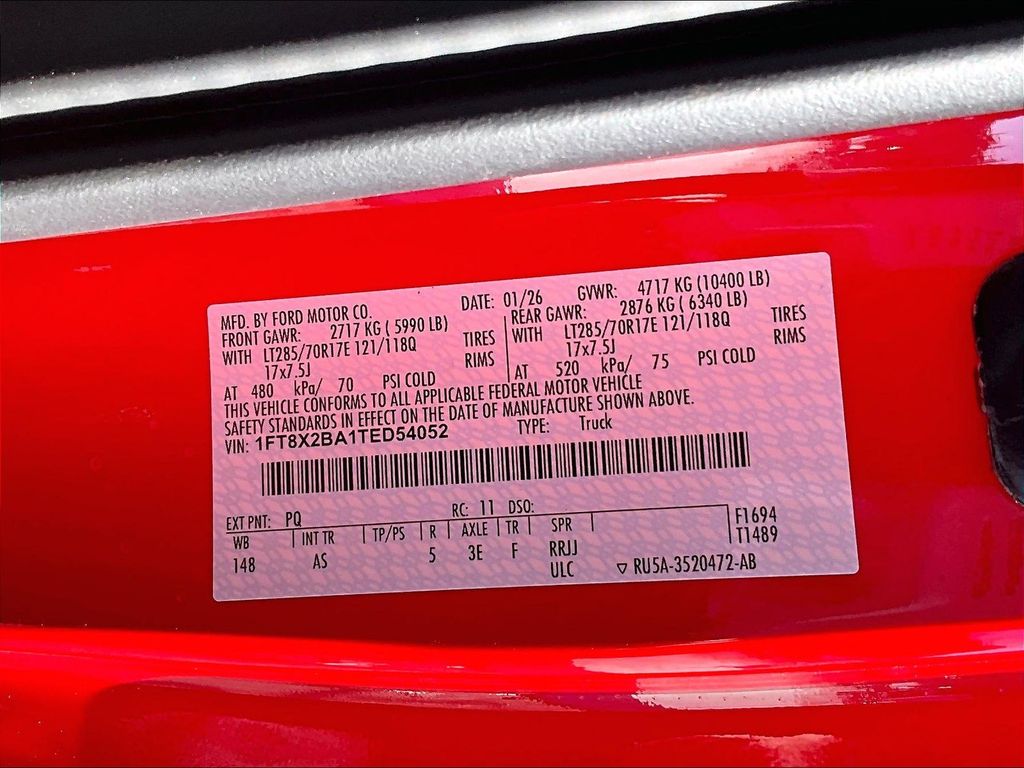 MFD. BY FORD MOTOR CO. DATE: 01/26 GVWR: 4717 KG (10400 LB)
FRONT GAWR: 2717 KG ( 5990 LB) REAR GAWR: 2876 KG ( 6340 LB)
WITH LT285/70R17E 121/118Q TIRES WITH LT285/70R17E 121/118Q TIRES
17x7.5J RIMS 17x7.5J RIMS
AT 480 kPa/ 70 PSI COLD AT 520 kPa/ 75 PSI COLD
THIS VEHICLE CONFORMS TO ALL APPLICABLE FEDERAL MOTOR VEHICLE
SAFETY STANDARDS IN EFFECT ON THE DATE OF MANUFACTURE SHOWN ABOVE.
VIN: 1FT8X2BA1TED54052 TYPE: Truck
EXT PNT: PQ RC: 11 DSO: F1694
WB INT TR TP/PS R AXLE TR SPR T1489
148 AS 5 3E F RRJJ
ULC ▽ RU5A-3520472-AB